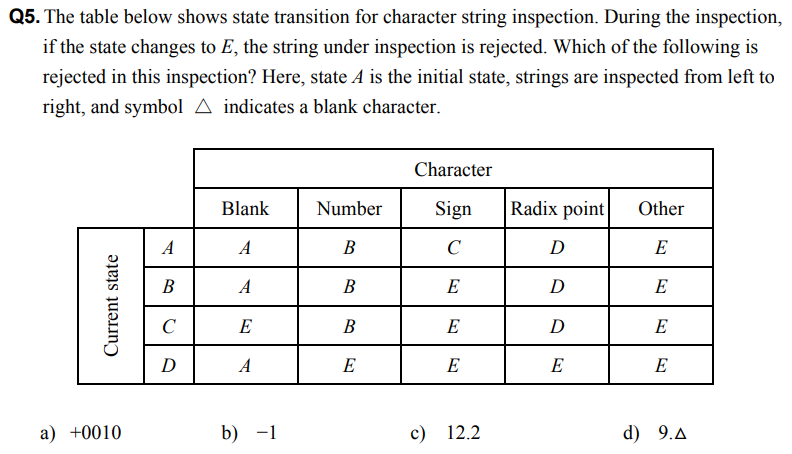 Q5. The table below shows state transition for character string inspection. During the inspection,
if the state changes to E, the string under inspection is rejected. Which of the following is
rejected in this inspection? Here, state A is the initial state, strings are inspected from left to
right, and symbol △ indicates a blank character.
Character
Blank Number Sign Radix point Other
Current state
A A B C D E
B A B E D E
C E B E D E
D A E E E E
a) +0010 b) −1 c) 12.2 d) 9.△